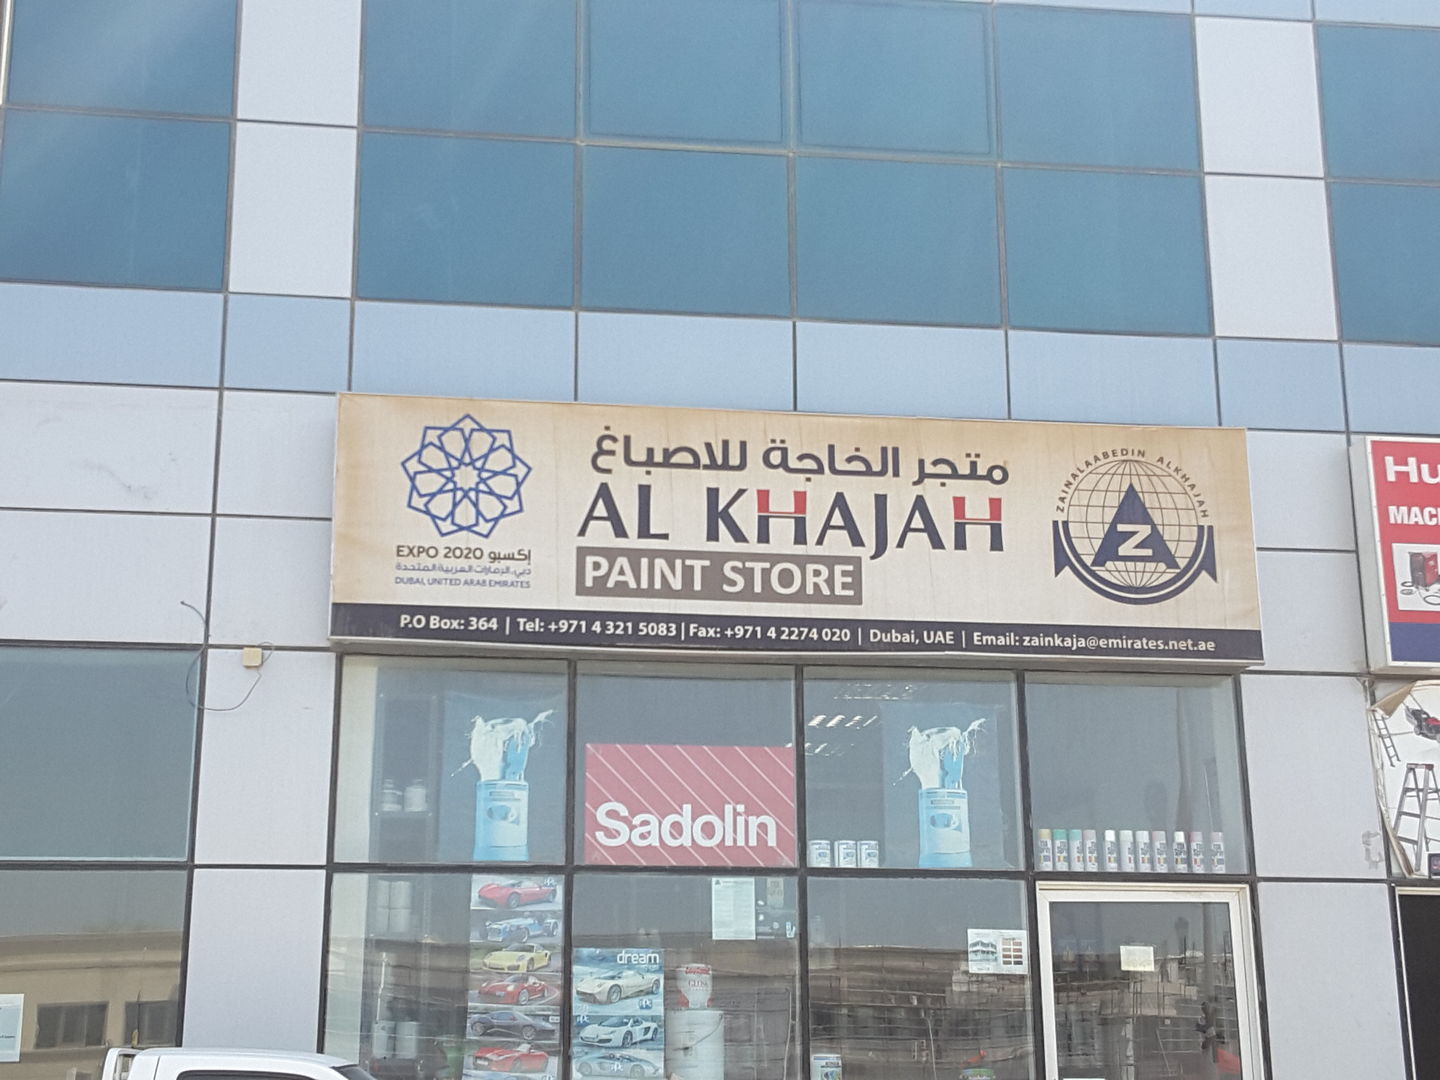 متجر الخاجة للاصباغ
AL KHAJAH
PAINT STORE
EXPO 2020 إكسبو
دبي، الإمارات العربية المتحدة
DUBAI, UNITED ARAB EMIRATES
ZAINALAABEDIN ALKHAJAH
Z
P.O Box: 364 | Tel: +971 4 321 5083 | Fax: +971 4 2274 020 | Dubai, UAE | Email: zainkaja@emirates.net.ae
Hu
MAC
Sadolin
dream